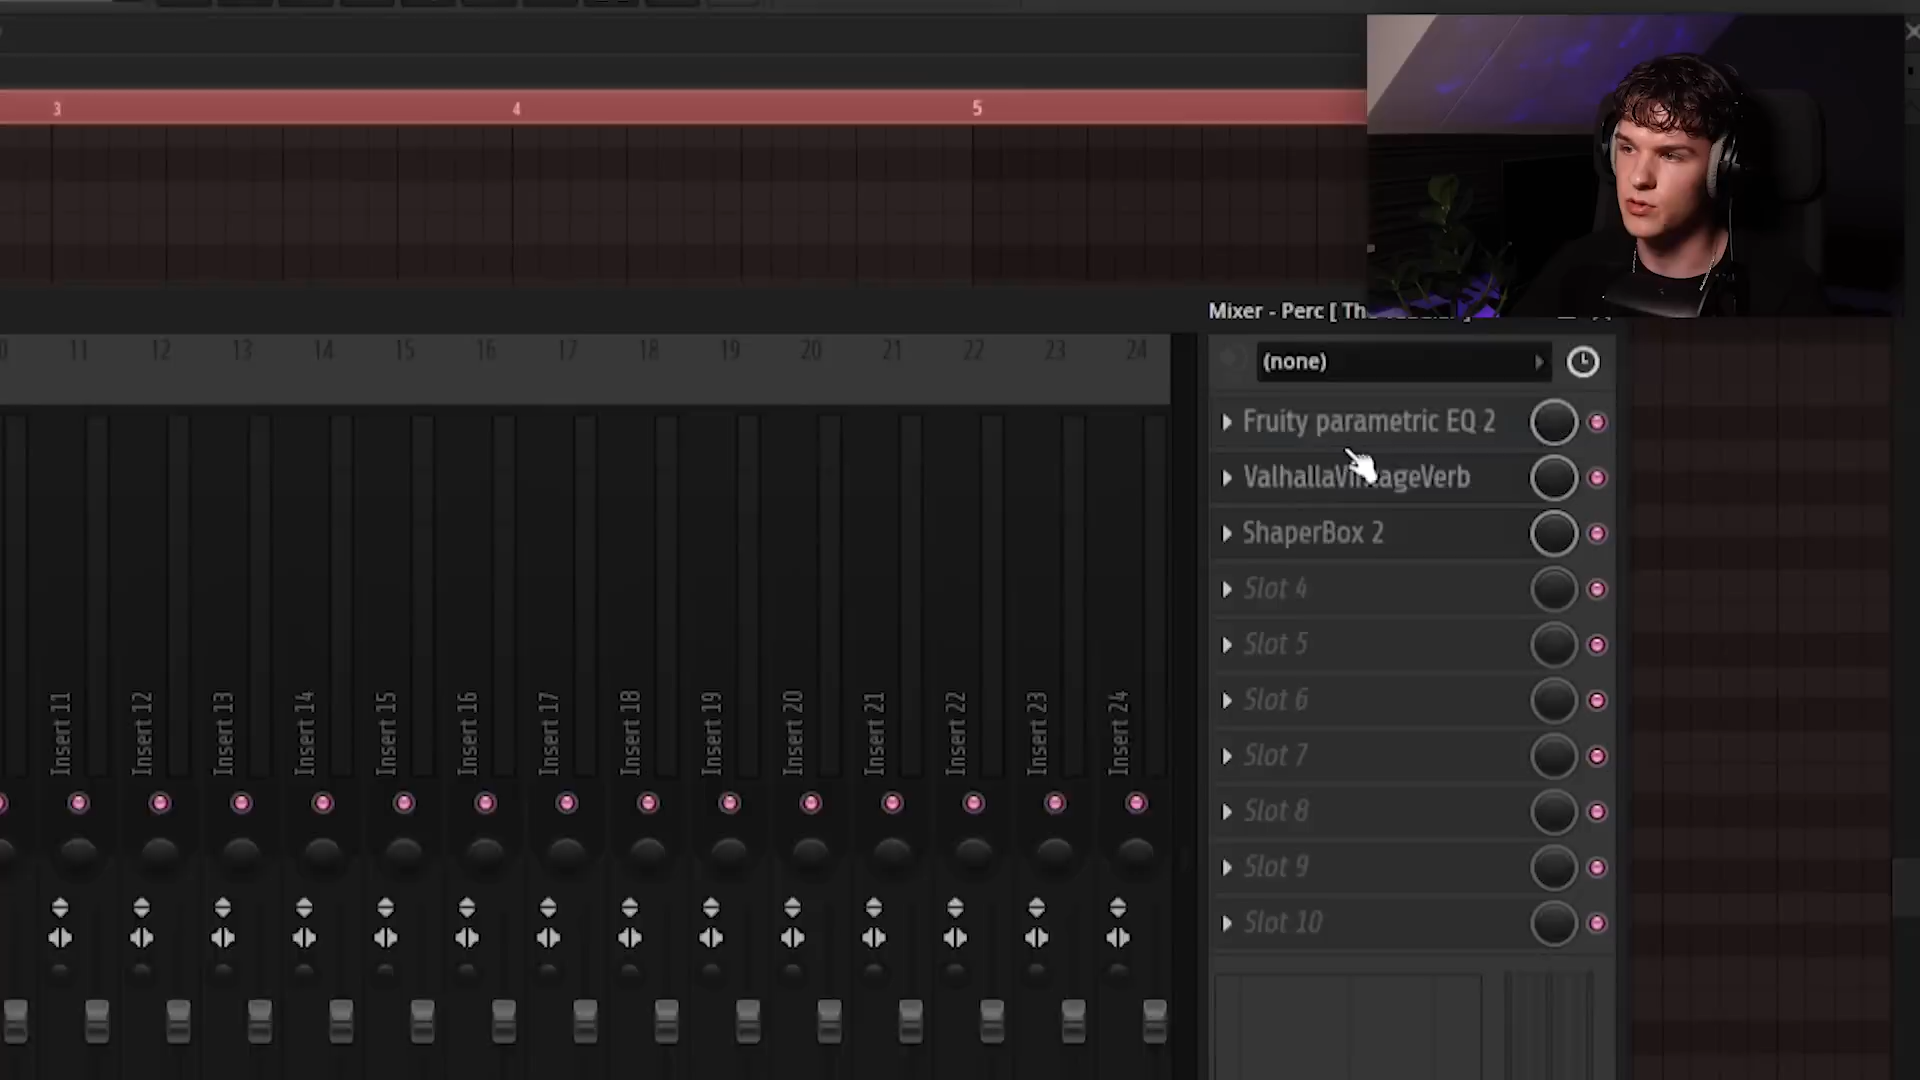 3 4 5
Mixer - Perc [ Th
11 12 13 14 15 16 17 18 19 20 21 22 23 24
(none)
Fruity parametric EQ 2
ValhallaVintageVerb
ShaperBox 2
Slot 4
Slot 5
Slot 6
Slot 7
Slot 8
Slot 9
Slot 10
Insert 11
Insert 12
Insert 13
Insert 14
Insert 15
Insert 16
Insert 17
Insert 18
Insert 19
Insert 20
Insert 21
Insert 22
Insert 23
Insert 24